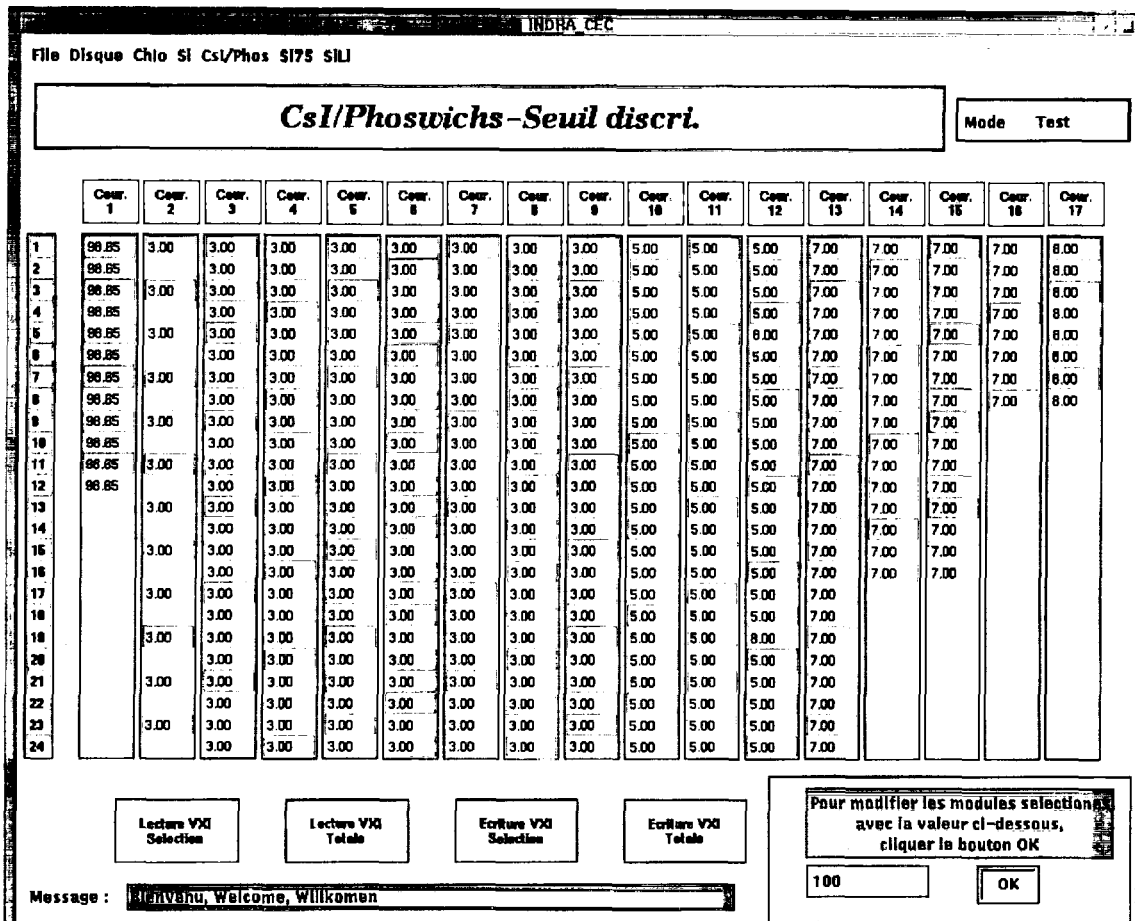 INDRA_CEC
File Disque Chio Si CsI/Phos Si75 SiLi
CsI/Phoswichs-Seuil discri.
Mode Test
Cour. 1 Cour. 2 Cour. 3 Cour. 4 Cour. 5 Cour. 6 Cour. 7 Cour. 8 Cour. 9 Cour. 10 Cour. 11 Cour. 12 Cour. 13 Cour. 14 Cour. 15 Cour. 16 Cour. 17
1 98.85 3.00 3.00 3.00 3.00 3.00 3.00 3.00 3.00 5.00 5.00 5.00 7.00 7.00 7.00 7.00 8.00
2 98.85 3.00 3.00 3.00 3.00 3.00 3.00 3.00 5.00 5.00 5.00 7.00 7.00 7.00 7.00 8.00
3 98.85 3.00 3.00 3.00 3.00 3.00 3.00 3.00 3.00 5.00 5.00 5.00 7.00 7.00 7.00 7.00 8.00
4 98.85 3.00 3.00 3.00 3.00 3.00 3.00 3.00 5.00 5.00 5.00 7.00 7.00 7.00 7.00 8.00
5 98.85 3.00 3.00 3.00 3.00 3.00 3.00 3.00 3.00 5.00 5.00 8.00 7.00 7.00 7.00 7.00 8.00
6 98.85 3.00 3.00 3.00 3.00 3.00 3.00 3.00 5.00 5.00 5.00 7.00 7.00 7.00 7.00 8.00
7 98.85 3.00 3.00 3.00 3.00 3.00 3.00 3.00 3.00 5.00 5.00 5.00 7.00 7.00 7.00 7.00 8.00
8 98.85 3.00 3.00 3.00 3.00 3.00 3.00 3.00 5.00 5.00 5.00 7.00 7.00 7.00 7.00 8.00
9 98.85 3.00 3.00 3.00 3.00 3.00 3.00 3.00 3.00 5.00 5.00 5.00 7.00 7.00 7.00
10 98.85 3.00 3.00 3.00 3.00 3.00 3.00 3.00 5.00 5.00 5.00 7.00 7.00 7.00
11 98.85 3.00 3.00 3.00 3.00 3.00 3.00 3.00 3.00 5.00 5.00 5.00 7.00 7.00 7.00
12 98.85 3.00 3.00 3.00 3.00 3.00 3.00 3.00 5.00 5.00 5.00 7.00 7.00 7.00
13 3.00 3.00 3.00 3.00 3.00 3.00 3.00 3.00 5.00 5.00 5.00 7.00 7.00 7.00
14 3.00 3.00 3.00 3.00 3.00 3.00 3.00 5.00 5.00 5.00 7.00 7.00 7.00
15 3.00 3.00 3.00 3.00 3.00 3.00 3.00 3.00 5.00 5.00 5.00 7.00 7.00 7.00
16 3.00 3.00 3.00 3.00 3.00 3.00 3.00 5.00 5.00 5.00 7.00 7.00 7.00
17 3.00 3.00 3.00 3.00 3.00 3.00 3.00 3.00 5.00 5.00 5.00 7.00
18 3.00 3.00 3.00 3.00 3.00 3.00 3.00 5.00 5.00 5.00 7.00
19 3.00 3.00 3.00 3.00 3.00 3.00 3.00 3.00 5.00 5.00 8.00 7.00
20 3.00 3.00 3.00 3.00 3.00 3.00 3.00 5.00 5.00 5.00 7.00
21 3.00 3.00 3.00 3.00 3.00 3.00 3.00 3.00 5.00 5.00 5.00 7.00
22 3.00 3.00 3.00 3.00 3.00 3.00 3.00 5.00 5.00 5.00 7.00
23 3.00 3.00 3.00 3.00 3.00 3.00 3.00 3.00 5.00 5.00 5.00 7.00
24 3.00 3.00 3.00 3.00 3.00 3.00 3.00 5.00 5.00 5.00 7.00
Lecture VXI Selection
Lecture VXI Totale
Ecriture VXI Selection
Ecriture VXI Totale
Pour modifier les modules selectiones
avec la valeur ci-dessous,
cliquer le bouton OK
100 OK
Message : Bienvenu, Welcome, Willkomen